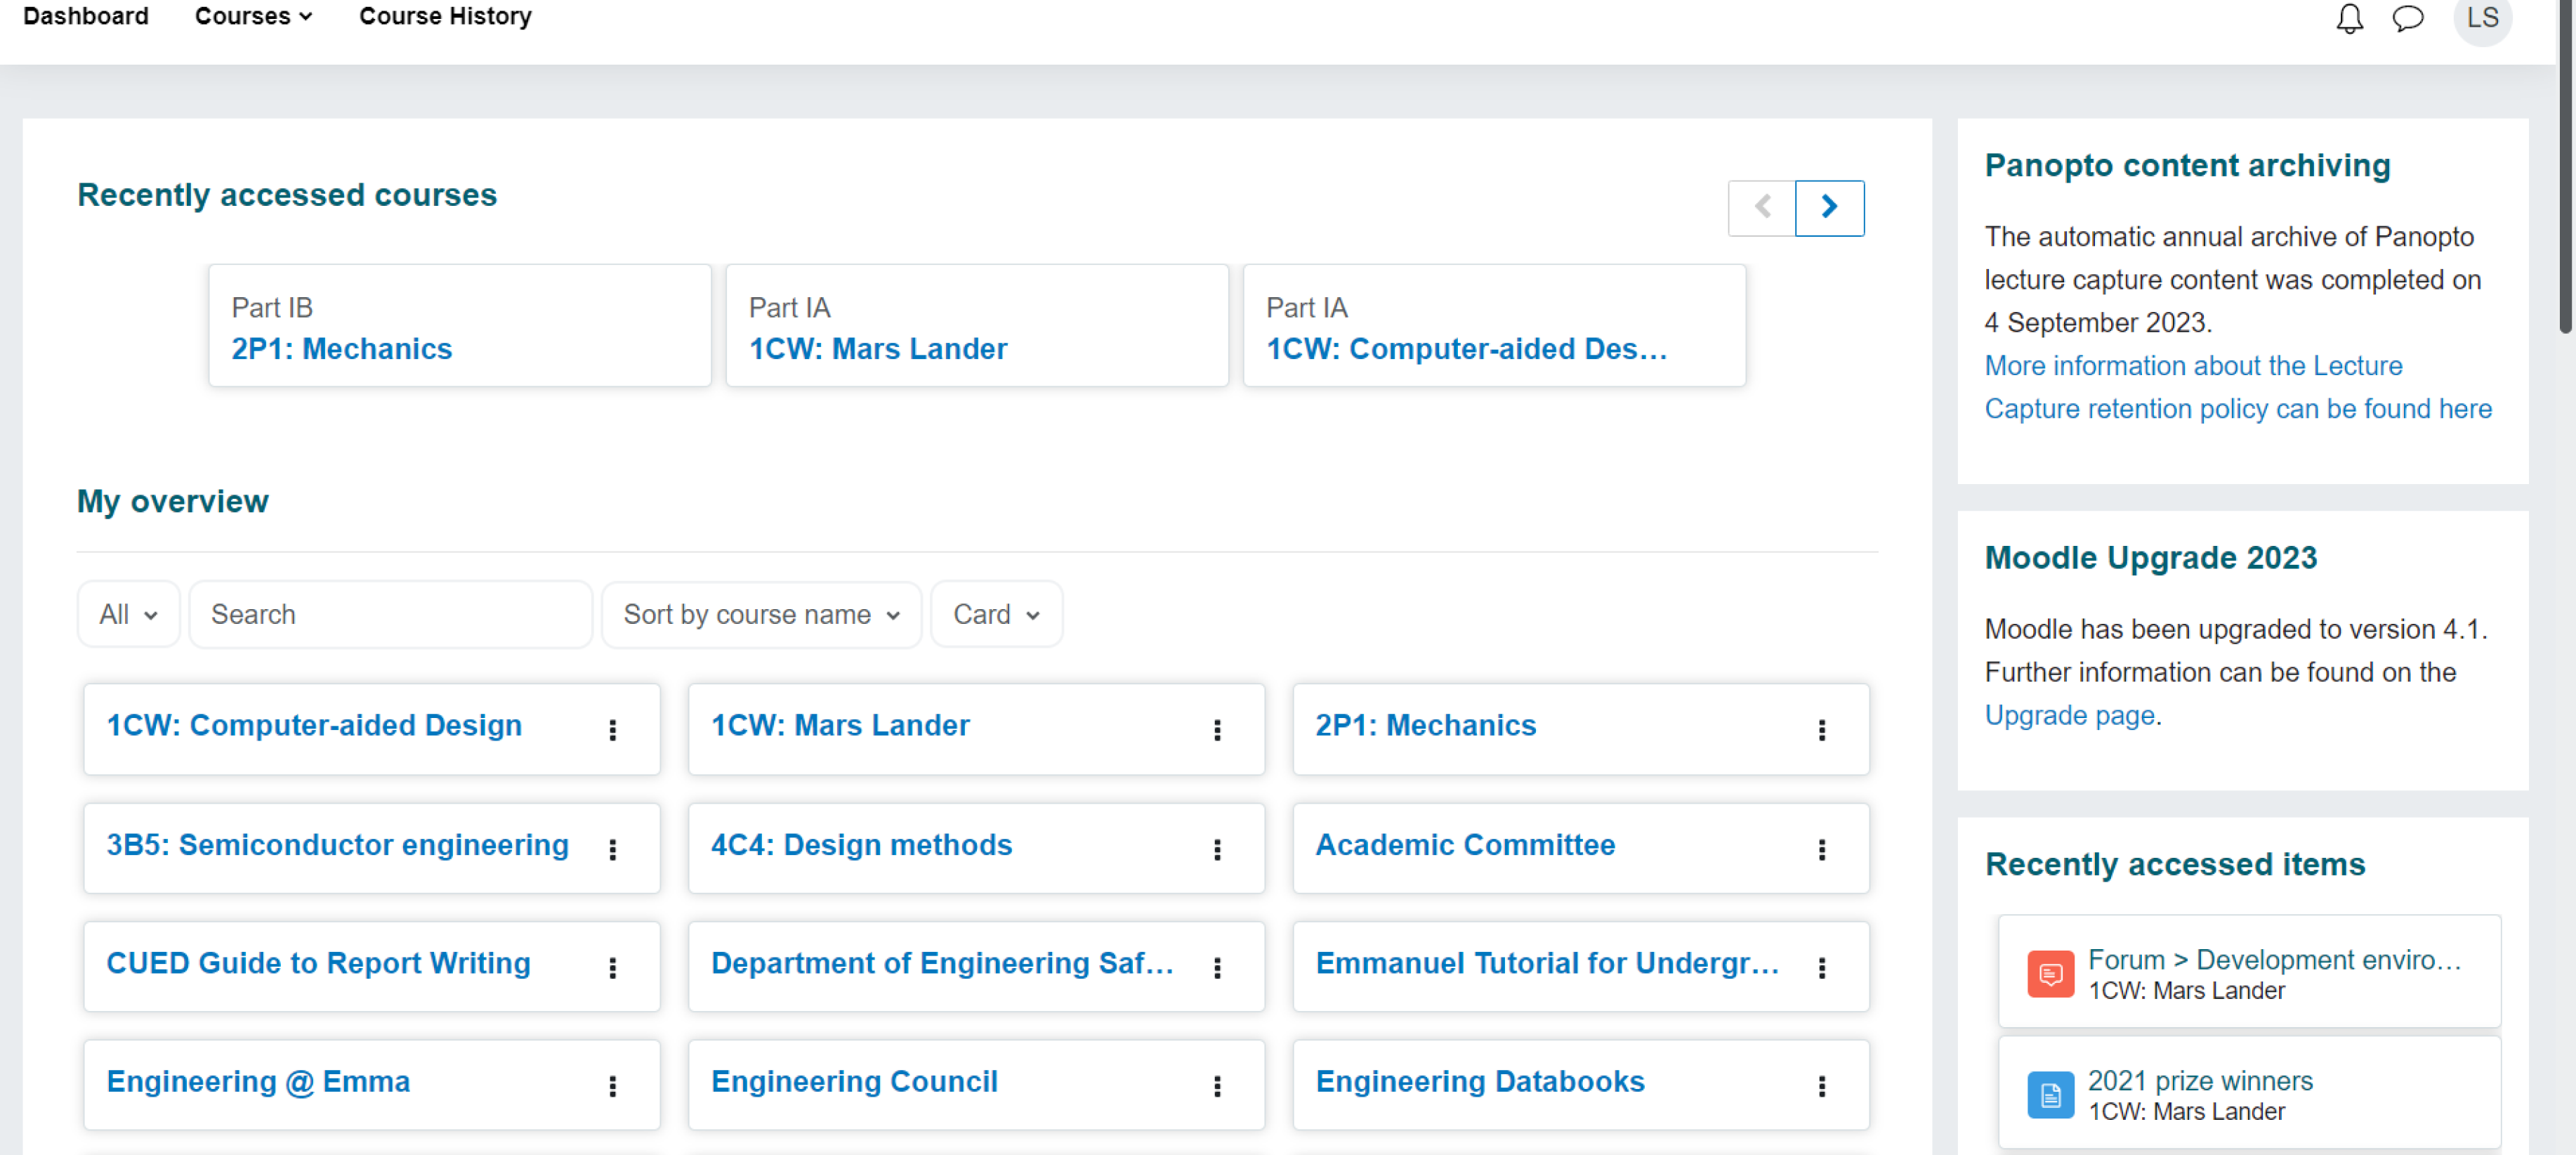 Dashboard Courses Course History
LS
Recently accessed courses
Part IB
2P1: Mechanics
Part IA
1CW: Mars Lander
Part IA
1CW: Computer-aided Des...
My overview
All
Search
Sort by course name
Card
1CW: Computer-aided Design
1CW: Mars Lander
2P1: Mechanics
3B5: Semiconductor engineering
4C4: Design methods
Academic Committee
CUED Guide to Report Writing
Department of Engineering Saf...
Emmanuel Tutorial for Undergr...
Engineering @ Emma
Engineering Council
Engineering Databooks
Panopto content archiving
The automatic annual archive of Panopto
lecture capture content was completed on
4 September 2023.
More information about the Lecture
Capture retention policy can be found here
Moodle Upgrade 2023
Moodle has been upgraded to version 4.1.
Further information can be found on the
Upgrade page.
Recently accessed items
Forum > Development enviro...
1CW: Mars Lander
2021 prize winners
1CW: Mars Lander